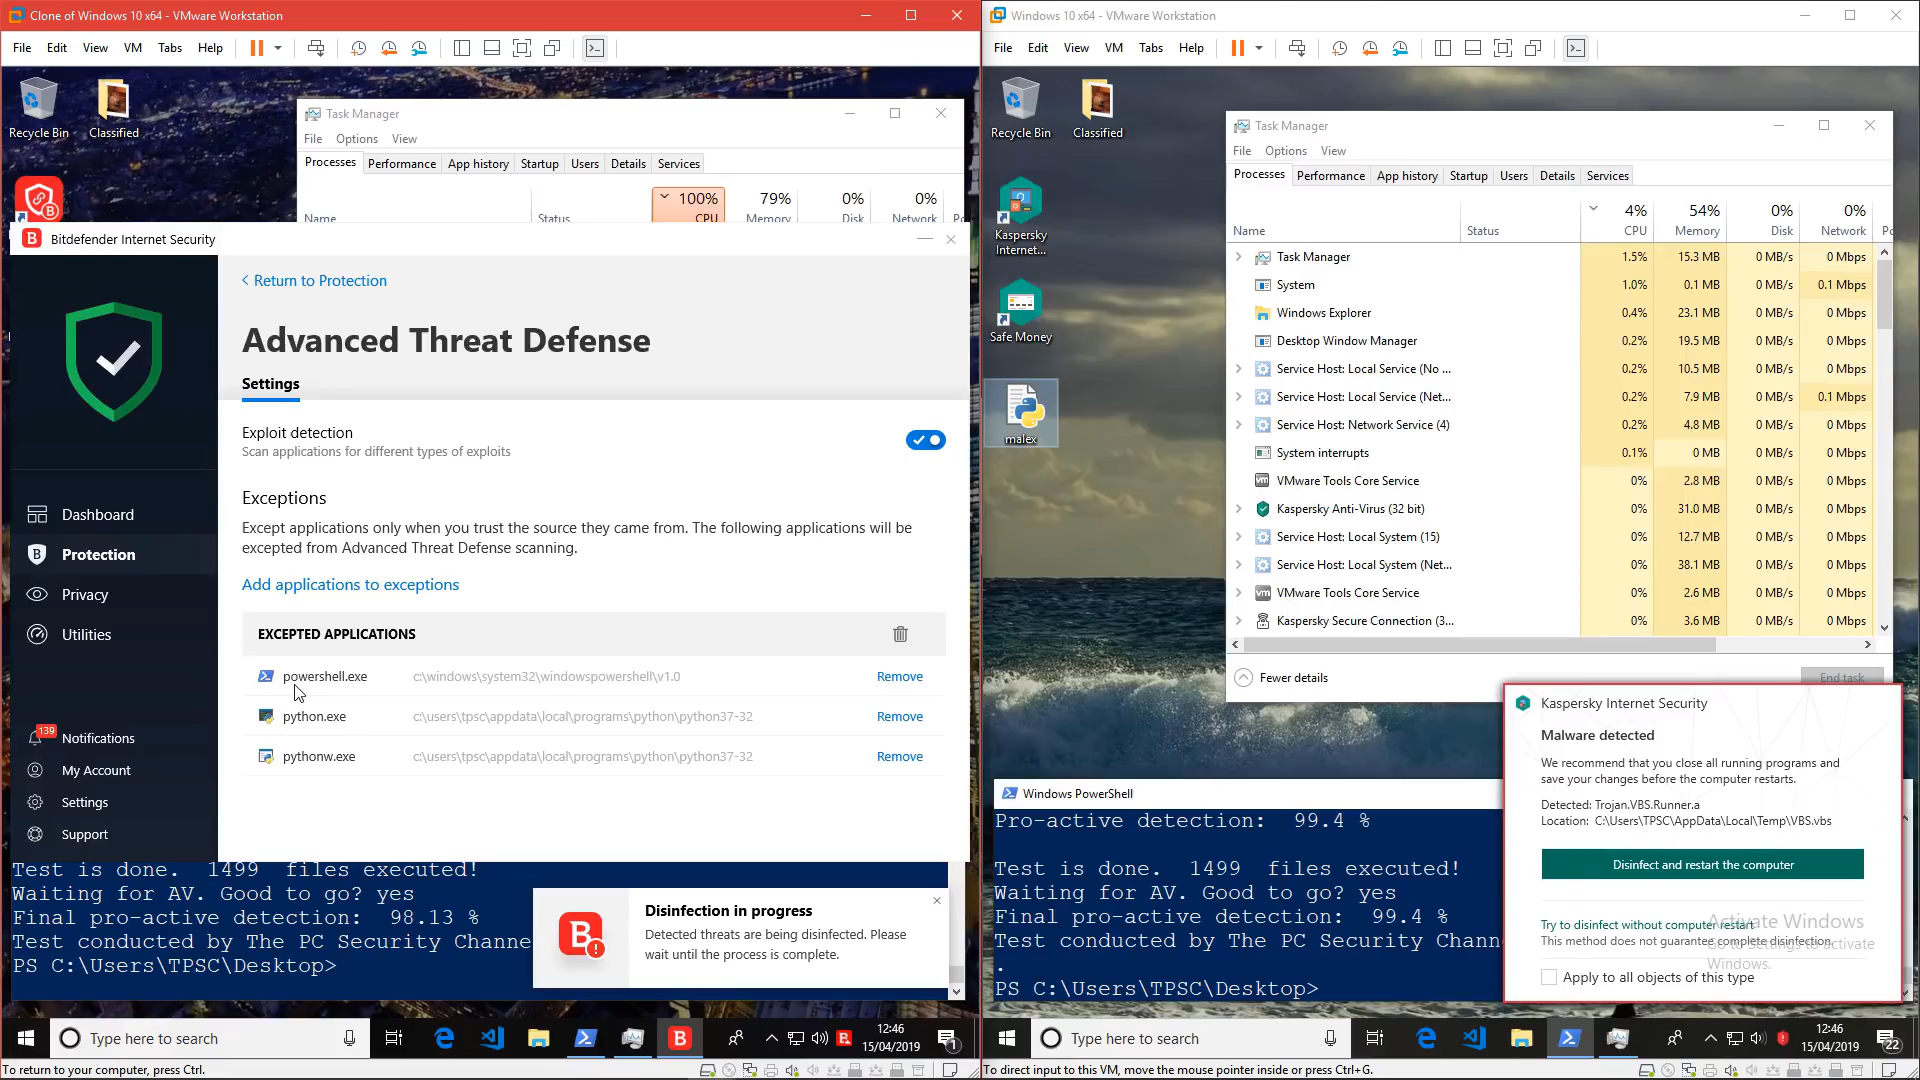 Clone of Windows 10 x64 - VMware Workstation
File Edit View VM Tabs Help
Recycle Bin
Classified
Task Manager
File Options View
Processes Performance App history Startup Users Details Services
100% 79% 0% 0%
Name Status CPU Memory Disk Network Po
Bitdefender Internet Security
Return to Protection
Advanced Threat Defense
Settings
Exploit detection
Scan applications for different types of exploits
Exceptions
Except applications only when you trust the source they came from. The following applications will be
excepted from Advanced Threat Defense scanning.
Add applications to exceptions
EXCEPTED APPLICATIONS
powershell.exe c:\windows\system32\windowspowershell\v1.0 Remove
python.exe c:\users\tpsc\appdata\local\programs\python\python37-32 Remove
pythonw.exe c:\users\tpsc\appdata\local\programs\python\python37-32 Remove
Dashboard
Protection
Privacy
Utilities
139
Notifications
My Account
Settings
Support
Test is done. 1499 files executed!
Waiting for AV. Good to go? yes
Final pro-active detection: 98.13 %
Test conducted by The PC Security Channe
PS C:\Users\TPSC\Desktop>
Disinfection in progress
Detected threats are being disinfected. Please
wait until the process is complete.
Type here to search
12:46
15/04/2019
1
To return to your computer, press Ctrl.
Windows 10 x64 - VMware Workstation
File Edit View VM Tabs Help
Recycle Bin
Classified
Kaspersky
Internet...
Safe Money
malex
Task Manager
File Options View
Processes Performance App history Startup Users Details Services
4% 54% 0% 0%
Name Status CPU Memory Disk Network Po
Task Manager 1.5% 15.3 MB 0 MB/s 0 Mbps
System 1.0% 0.1 MB 0 MB/s 0.1 Mbps
Windows Explorer 0.4% 23.1 MB 0 MB/s 0 Mbps
Desktop Window Manager 0.2% 19.5 MB 0 MB/s 0 Mbps
Service Host: Local Service (No ... 0.2% 10.5 MB 0 MB/s 0 Mbps
Service Host: Local Service (Net... 0.2% 7.9 MB 0 MB/s 0.1 Mbps
Service Host: Network Service (4) 0.2% 4.8 MB 0 MB/s 0 Mbps
System interrupts 0.1% 0 MB 0 MB/s 0 Mbps
VMware Tools Core Service 0% 2.8 MB 0 MB/s 0 Mbps
Kaspersky Anti-Virus (32 bit) 0% 31.0 MB 0 MB/s 0 Mbps
Service Host: Local System (15) 0% 12.7 MB 0 MB/s 0 Mbps
Service Host: Local System (Net... 0% 38.1 MB 0 MB/s 0 Mbps
VMware Tools Core Service 0% 2.6 MB 0 MB/s 0 Mbps
Kaspersky Secure Connection (3... 0% 3.6 MB 0 MB/s 0 Mbps
Fewer details
End task
Windows PowerShell
Pro-active detection: 99.4 %
Test is done. 1499 files executed!
Waiting for AV. Good to go? yes
Final pro-active detection: 99.4 %
Test conducted by The PC Security Chann
.
PS C:\Users\TPSC\Desktop>
Kaspersky Internet Security
Malware detected
We recommend that you close all running programs and
save your changes before the computer restarts.
Detected: Trojan.VBS.Runner.a
Location: C:\Users\TPSC\AppData\Local\Temp\VBS.vbs
Disinfect and restart the computer
Try to disinfect without computer restart
This method does not guarantee complete disinfection.
Apply to all objects of this type
Activate Windows
Go to Settings to activate
Windows.
Type here to search
12:46
15/04/2019
22
To direct input to this VM, move the mouse pointer inside or press Ctrl+G.